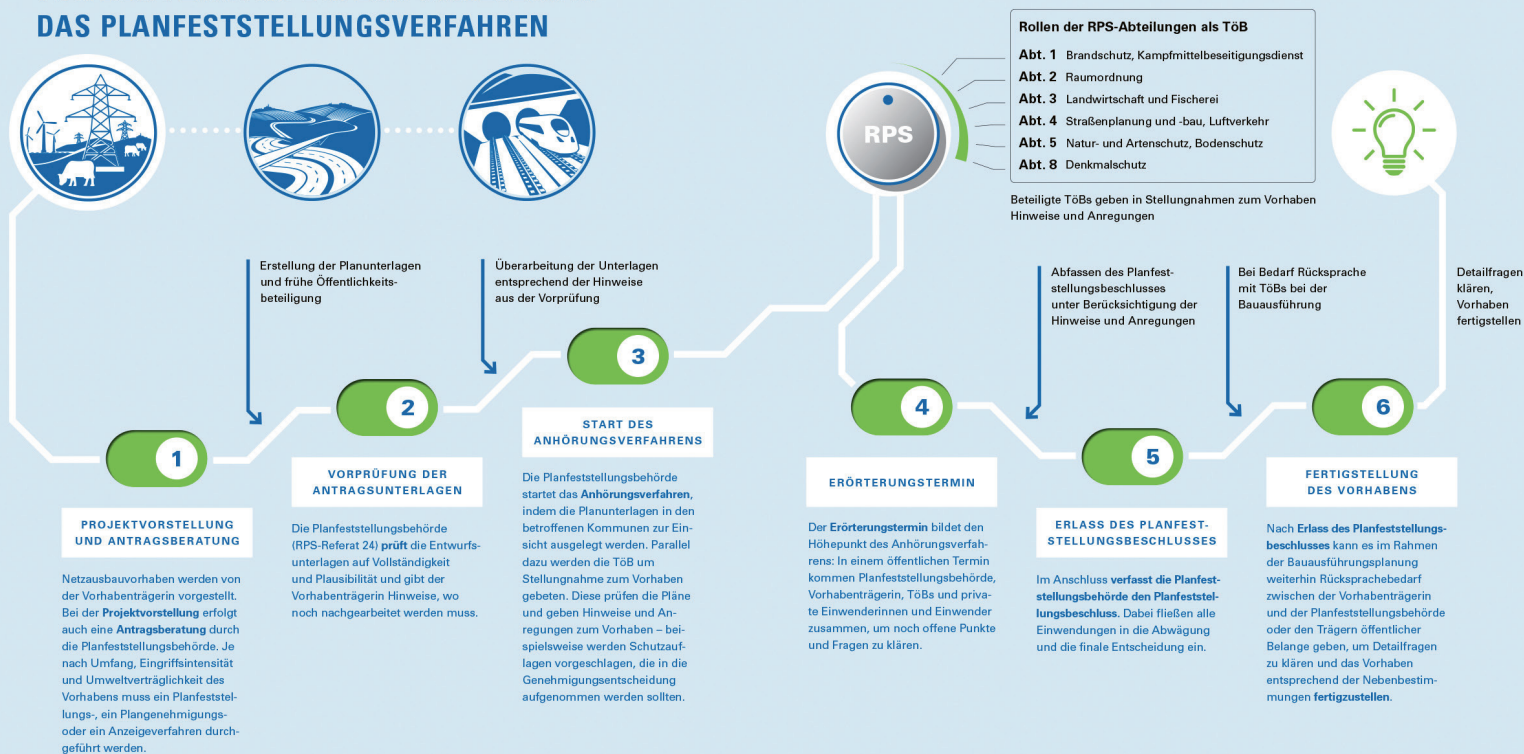 DAS PLANFESTSTELLUNGSVERFAHREN
RPS
Rollen der RPS-Abteilungen als TöB
Abt. 1 Brandschutz, Kampfmittelbeseitigungsdienst
Abt. 2 Raumordnung
Abt. 3 Landwirtschaft und Fischerei
Abt. 4 Straßenplanung und -bau, Luftverkehr
Abt. 5 Natur- und Artenschutz, Bodenschutz
Abt. 8 Denkmalschutz
Beteiligte TöBs geben in Stellungnahmen zum Vorhaben
Hinweise und Anregungen
Erstellung der Planunterlagen
und frühe Öffentlichkeits-
beteiligung
Überarbeitung der Unterlagen
entsprechend der Hinweise
aus der Vorprüfung
Abfassen des Planfest-
stellungsbeschlusses
unter Berücksichtigung der
Hinweise und Anregungen
Bei Bedarf Rücksprache
mit TöBs bei der
Bauausführung
Detailfragen
klären,
Vorhaben
fertigstellen
1
PROJEKTVORSTELLUNG
UND ANTRAGSBERATUNG
Netzausbauvorhaben werden von
der Vorhabenträgerin vorgestellt.
Bei der Projektvorstellung erfolgt
auch eine Antragsberatung durch
die Planfeststellungsbehörde. Je
nach Umfang, Eingriffsintensität
und Umweltverträglichkeit des
Vorhabens muss ein Planfeststel-
lungs-, ein Plangenehmigungs-
oder ein Anzeigeverfahren durch-
geführt werden.
2
VORPRÜFUNG DER
ANTRAGSUNTERLAGEN
Die Planfeststellungsbehörde
(RPS-Referat 24) prüft die Entwurfs-
unterlagen auf Vollständigkeit
und Plausibilität und gibt der
Vorhabenträgerin Hinweise, wo
noch nachgearbeitet werden muss.
3
START DES
ANHÖRUNGSVERFAHRENS
Die Planfeststellungsbehörde
startet das Anhörungsverfahren,
indem die Planunterlagen in den
betroffenen Kommunen zur Ein-
sicht ausgelegt werden. Parallel
dazu werden die TöB um
Stellungnahme zum Vorhaben
gebeten. Diese prüfen die Pläne
und geben Hinweise und An-
regungen zum Vorhaben – bei-
spielsweise werden Schutzauf-
lagen vorgeschlagen, die in die
Genehmigungsentscheidung
aufgenommen werden sollten.
4
ERÖRTERUNGSTERMIN
Der Erörterungstermin bildet den
Höhepunkt des Anhörungsverfah-
rens: In einem öffentlichen Termin
kommen Planfeststellungsbehörde,
Vorhabenträgerin, TöBs und priva-
te Einwenderinnen und Einwender
zusammen, um noch offene Punkte
und Fragen zu klären.
5
ERLASS DES PLANFEST-
STELLUNGSBESCHLUSSES
Im Anschluss verfasst die Planfest-
stellungsbehörde den Planfeststel-
lungsbeschluss. Dabei fließen alle
Einwendungen in die Abwägung
und die finale Entscheidung ein.
6
FERTIGSTELLUNG
DES VORHABENS
Nach Erlass des Planfeststellungs-
beschlusses kann es im Rahmen
der Bauausführungsplanung
weiterhin Rücksprachebedarf
zwischen der Vorhabenträgerin
und der Planfeststellungsbehörde
oder den Trägern öffentlicher
Belange geben, um Detailfragen
zu klären und das Vorhaben
entsprechend der Nebenbestim-
mungen fertigzustellen.